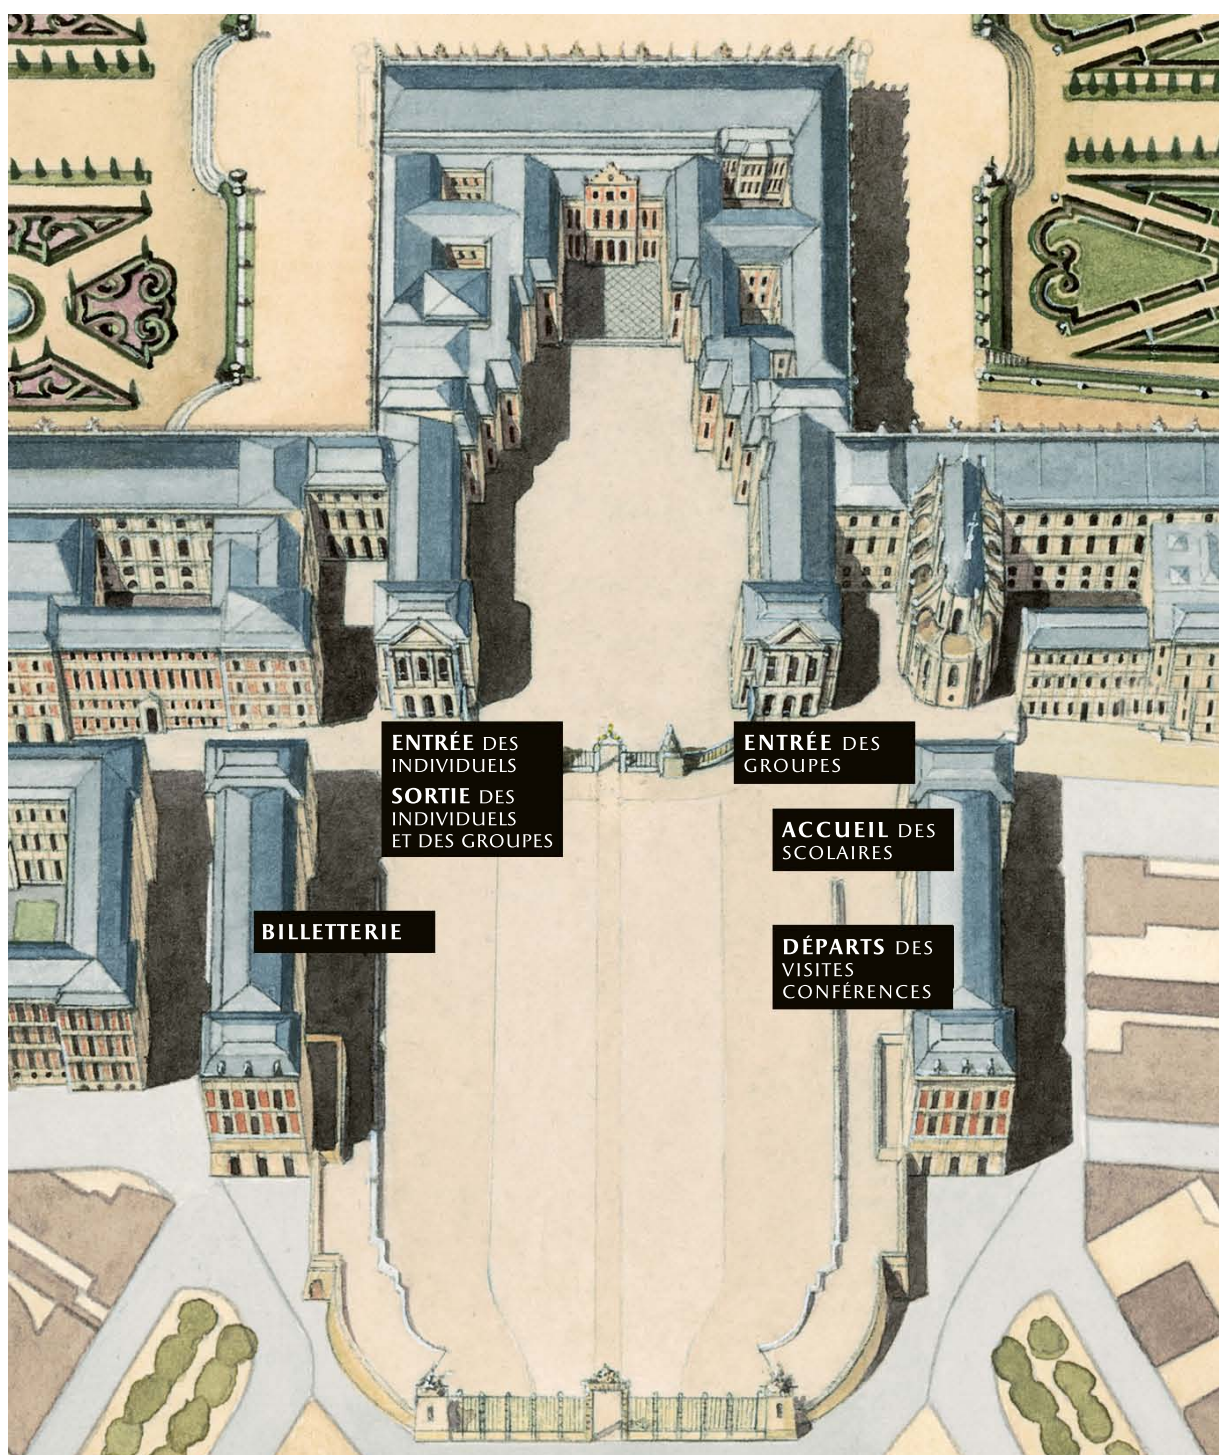 ENTRÉE DES
INDIVIDUELS
SORTIE DES
INDIVIDUELS
ET DES GROUPES
ENTRÉE DES
GROUPES
ACCUEIL DES
SCOLAIRES
BILLETTERIE
DÉPARTS DES
VISITES
CONFÉRENCES